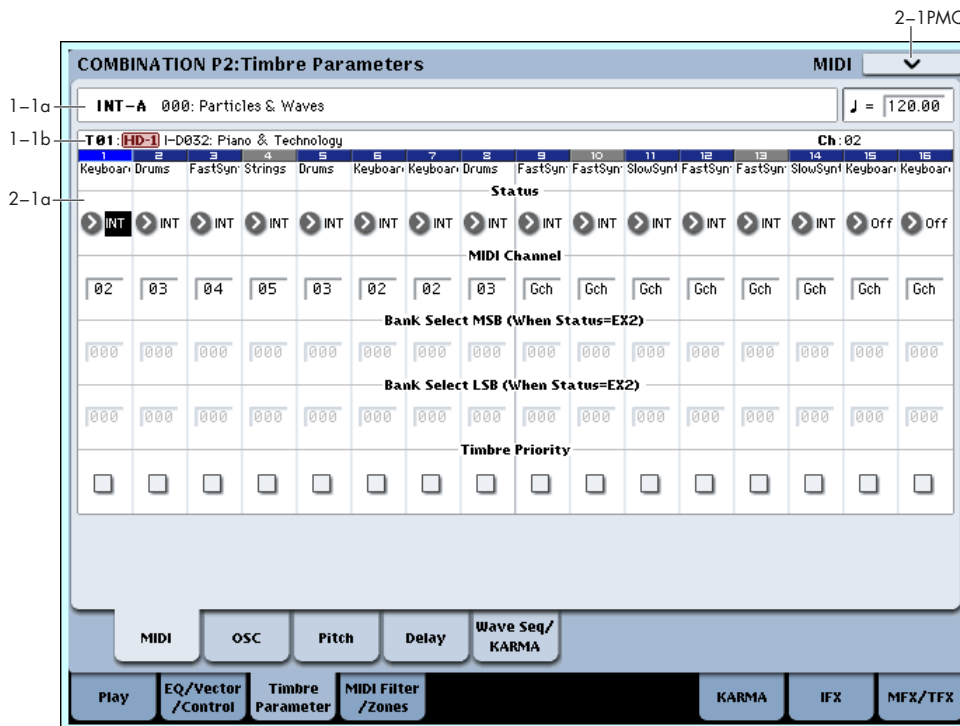 2–1PMC
COMBINATION P2:Timbre Parameters MIDI
1–1a
INT–A 000: Particles & Waves ♩ = 120.00
1–1b
T01:HD-1 I-D032: Piano & Technology Ch:02
1 2 3 4 5 6 7 8 9 10 11 12 13 14 15 16
Keyboar Drums FastSyn Strings Drums Keyboar Keyboar Drums FastSyn FastSyn SlowSynt FastSyn FastSyn SlowSynt Keyboar Keyboar
2–1a
Status
INT INT INT INT INT INT INT INT INT INT INT INT INT INT Off Off
MIDI Channel
02 03 04 05 03 02 02 03 Gch Gch Gch Gch Gch Gch Gch Gch
Bank Select MSB (When Status=EX2)
000 000 000 000 000 000 000 000 000 000 000 000 000 000 000 000
Bank Select LSB (When Status=EX2)
000 000 000 000 000 000 000 000 000 000 000 000 000 000 000 000
Timbre Priority
MIDI OSC Pitch Delay Wave Seq/
KARMA
Play EQ/Vector
/Control Timbre
Parameter MIDI Filter
/Zones KARMA IFX MFX/TFX